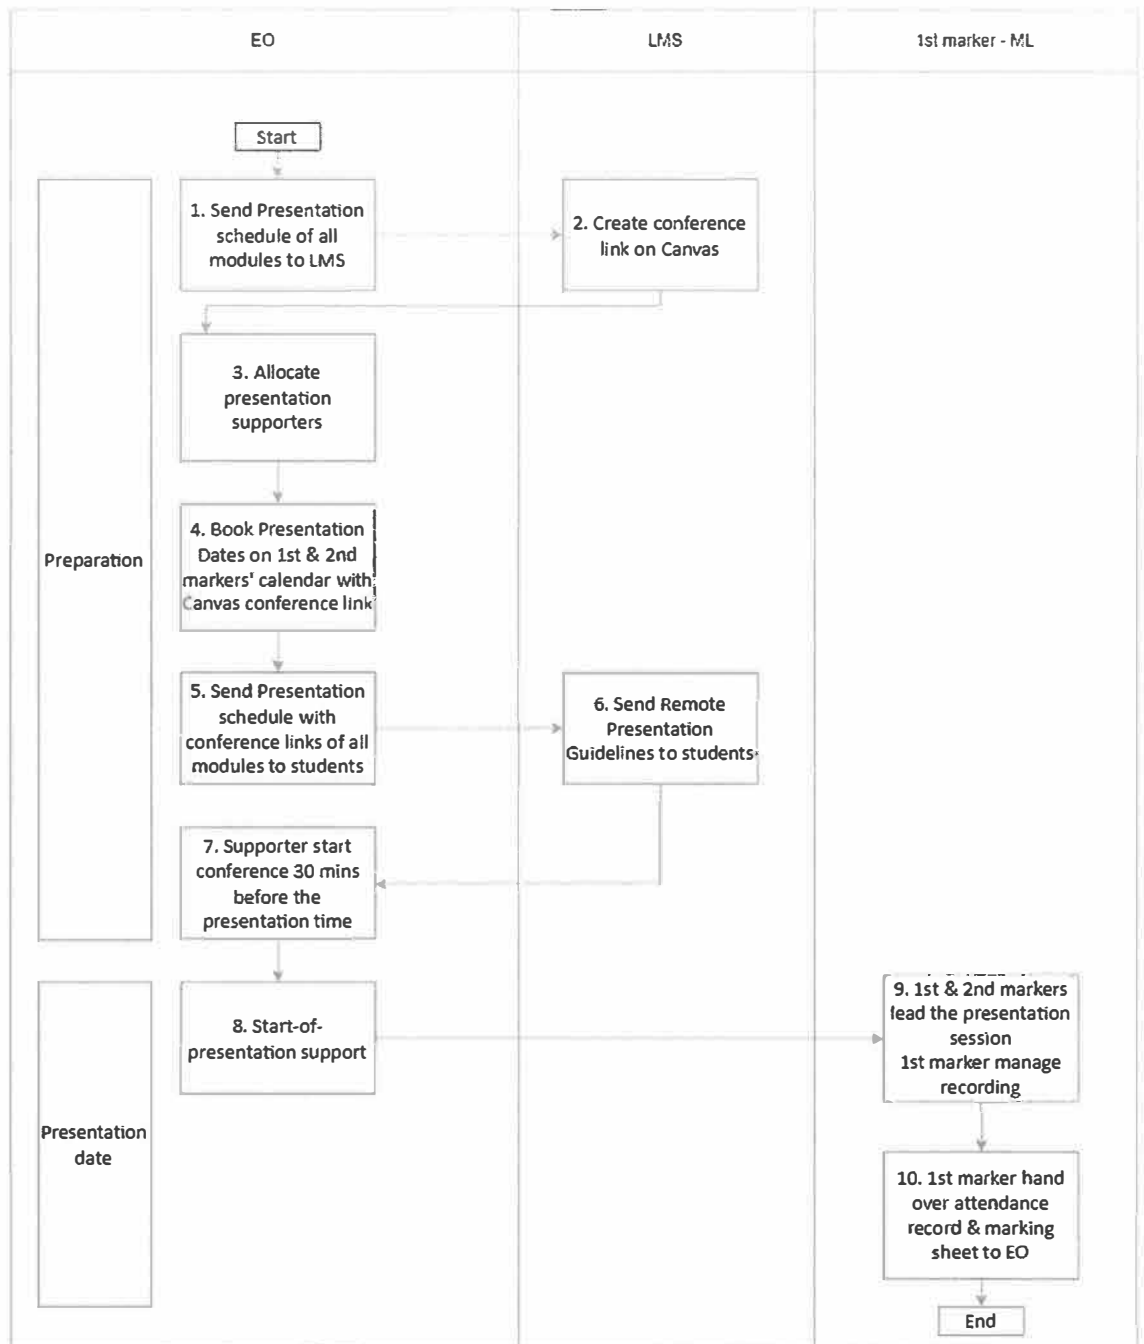 EO
LMS
1st marker - ML
Start
1. Send Presentation
schedule of all
modules to LMS
2. Create conference
link on Canvas
3. Allocate
presentation
supporters
Preparation
4. Book Presentation
Dates on 1st & 2nd
markers' calendar with
Canvas conference link
5. Send Presentation
schedule with
conference links of all
modules to students
6. Send Remote
Presentation
Guidelines to students
7. Supporter start
conference 30 mins
before the
presentation time
Presentation
date
8. Start-of-
presentation support
9. 1st & 2nd markers
lead the presentation
session
1st marker manage
recording
10. 1st marker hand
over attendance
record & marking
sheet to EO
End